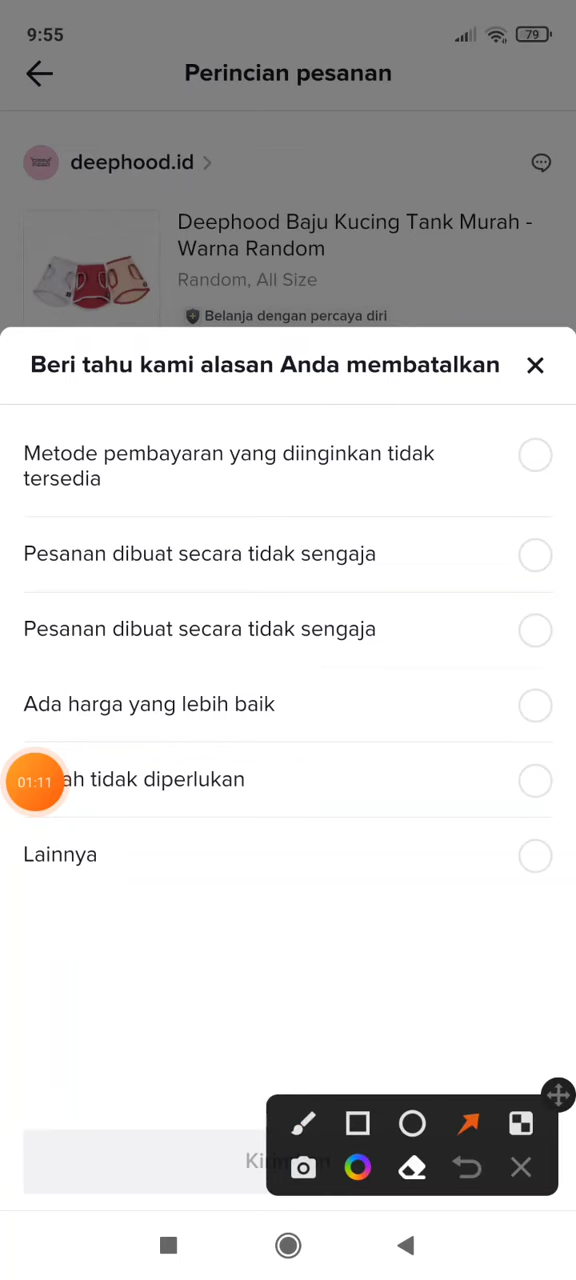 9:55
79
Perincian pesanan
deephood.id
Deephood Baju Kucing Tank Murah -
Warna Random
Random, All Size
Belanja dengan percaya diri
Beri tahu kami alasan Anda membatalkan
Metode pembayaran yang diinginkan tidak
tersedia
Pesanan dibuat secara tidak sengaja
Pesanan dibuat secara tidak sengaja
Ada harga yang lebih baik
01:11
ah tidak diperlukan
Lainnya